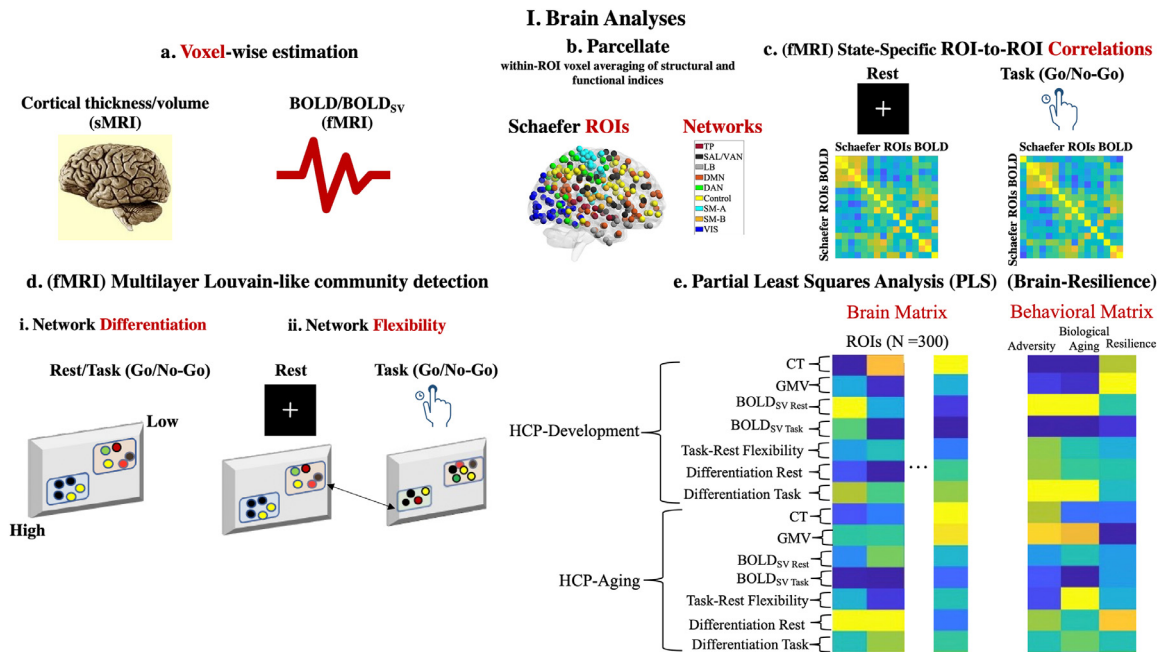 I. Brain Analyses
a. Voxel-wise estimation
Cortical thickness/volume
(sMRI)
BOLD/BOLDSV
(fMRI)
b. Parcellate
within-ROI voxel averaging of structural and
functional indices
Schaefer ROIs
Networks
TP
SAL/VAN
LB
DMN
DAN
Control
SM-A
SM-B
VIS
c. (fMRI) State-Specific ROI-to-ROI Correlations
Rest
Task (Go/No-Go)
Schaefer ROIs BOLD
Schaefer ROIs BOLD
Schaefer ROIs BOLD
Schaefer ROIs BOLD
d. (fMRI) Multilayer Louvain-like community detection
i. Network Differentiation
Rest/Task (Go/No-Go)
Low
High
ii. Network Flexibility
Rest
Task (Go/No-Go)
e. Partial Least Squares Analysis (PLS) (Brain-Resilience)
Brain Matrix
ROIs (N =300)
Behavioral Matrix
Adversity
Biological
Aging
Resilience
HCP-Development
CT
GMV
BOLDSV Rest
BOLDSV Task
Task-Rest Flexibility
Differentiation Rest
Differentiation Task
...
HCP-Aging
CT
GMV
BOLDSV Rest
BOLDSV Task
Task-Rest Flexibility
Differentiation Rest
Differentiation Task